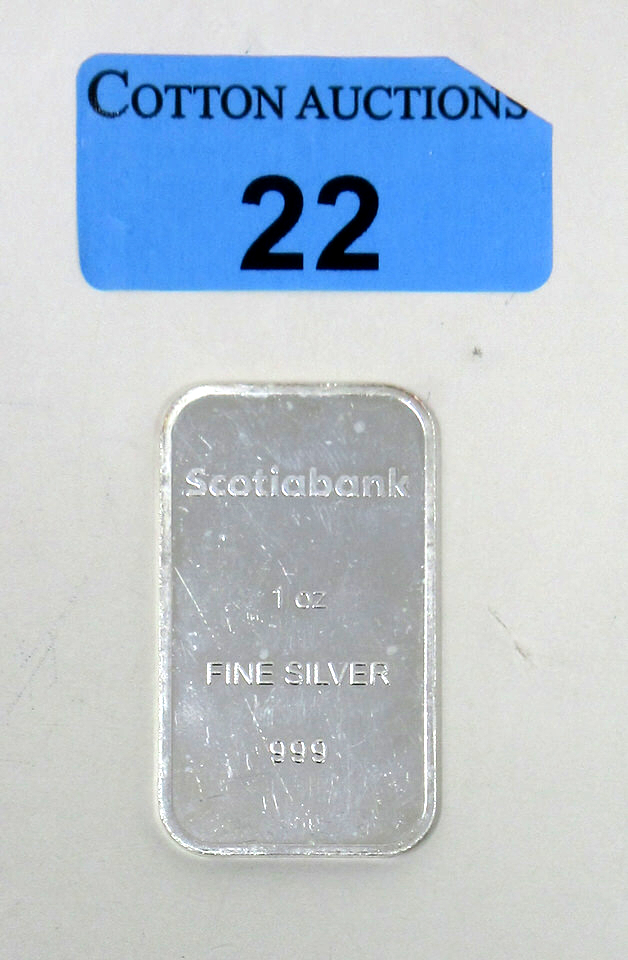 COTTON AUCTIONS
22
Scotiabank
1 oz
FINE SILVER
999